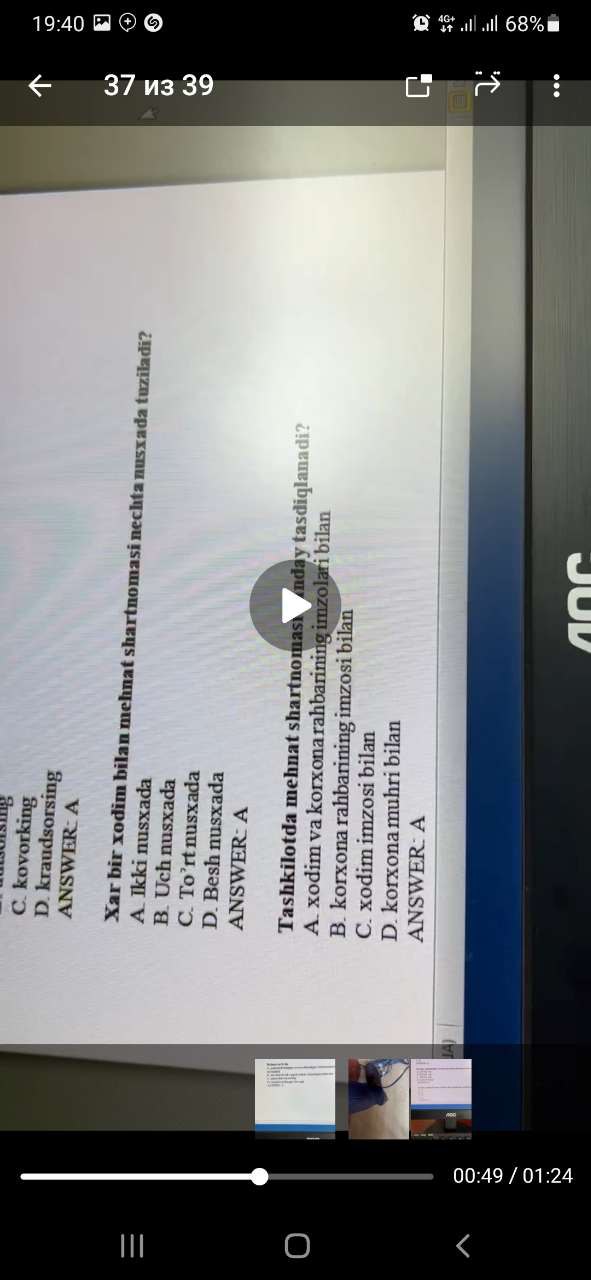 19:40
4G+
68%
37 из 39
C. kovorking
D. kraudsorsing
ANSWER: A
Xar bir xodim bilan mehnat shartnomasi nechta nusxada tuziladi?
A. Ikki nusxada
B. Uch nusxada
C. To'rt nusxada
D. Besh nusxada
ANSWER: A
Tashkilotda mehnat shartnomasi tasdiqlanadi?
A. xodim va korxona rahbarining imzolari bilan
B. korxona rahbarining imzosi bilan
C. xodim imzosi bilan
D. korxona muhri bilan
ANSWER: A
AOC
00:49 / 01:24